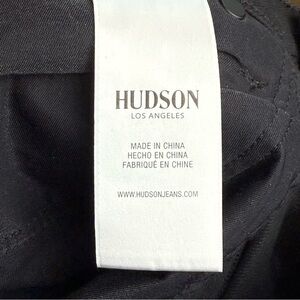 HUDSON
LOS ANGELES
MADE IN CHINA
HECHO EN CHINA
FABRIQUÉ EN CHINE
WWW.HUDSONJEANS.COM